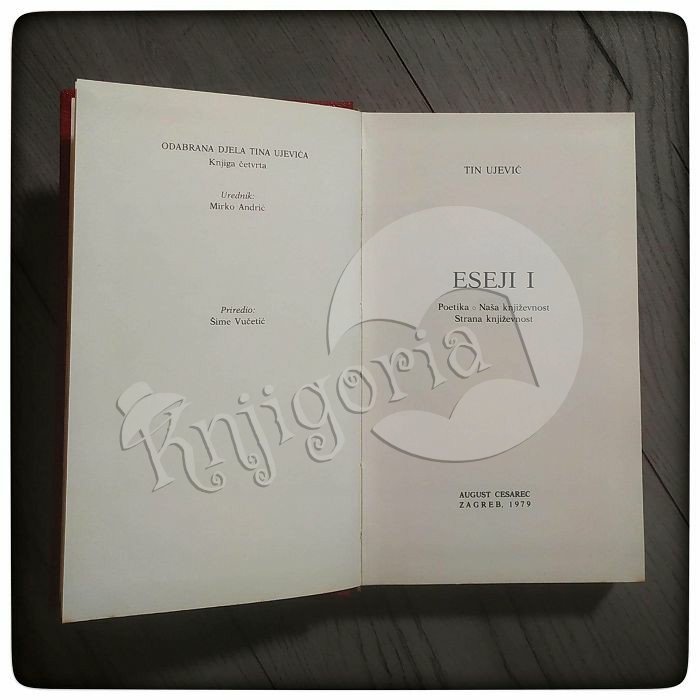 ODABRANA DJELA TINA UJEVIĆA
Knjiga četvrta
Urednik:
Mirko Andrić
Priredio:
Šime Vučetić
TIN UJEVIĆ
ESEJI I
Poetika ○ Naša književnost
Strana književnost
AUGUST CESAREC
ZAGREB, 1979
Knjigoria